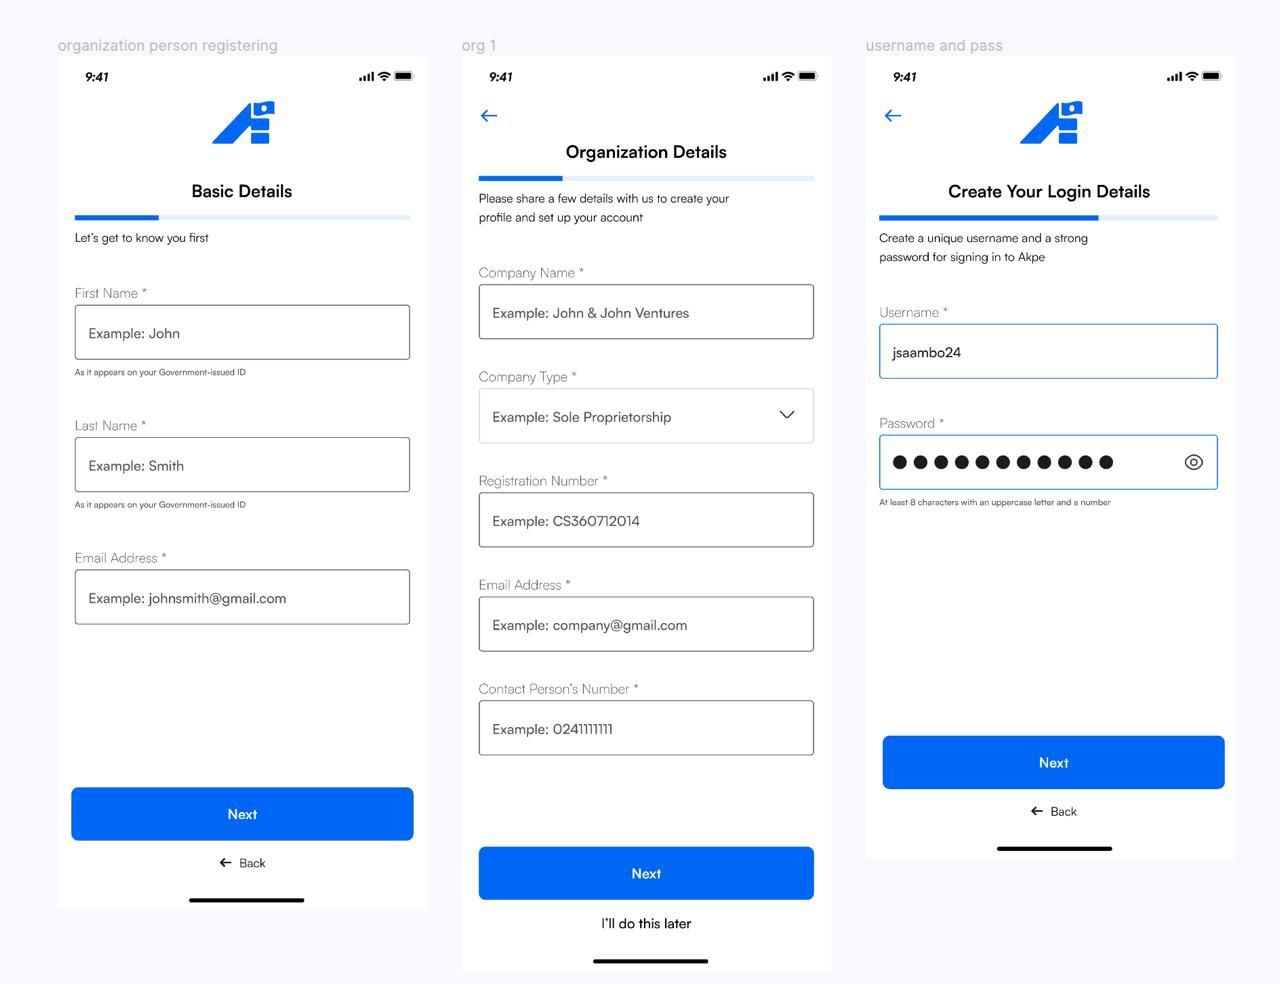 organization person registering
9:41
Basic Details
Let's get to know you first
First Name *
Example: John
As it appears on your Government-issued ID
Last Name *
Example: Smith
As it appears on your Government-issued ID
Email Address *
Example: johnsmith@gmail.com
Next
← Back
org 1
9:41
←
Organization Details
Please share a few details with us to create your
profile and set up your account
Company Name *
Example: John & John Ventures
Company Type *
Example: Sole Proprietorship
Registration Number *
Example: CS360712014
Email Address *
Example: company@gmail.com
Contact Person's Number *
Example: 0241111111
Next
I'll do this later
username and pass
9:41
←
Create Your Login Details
Create a unique username and a strong
password for signing in to Akpe
Username *
jsaambo24
Password *
●●●●●●●●●●●
At least 8 characters with an uppercase letter and a number
Next
← Back